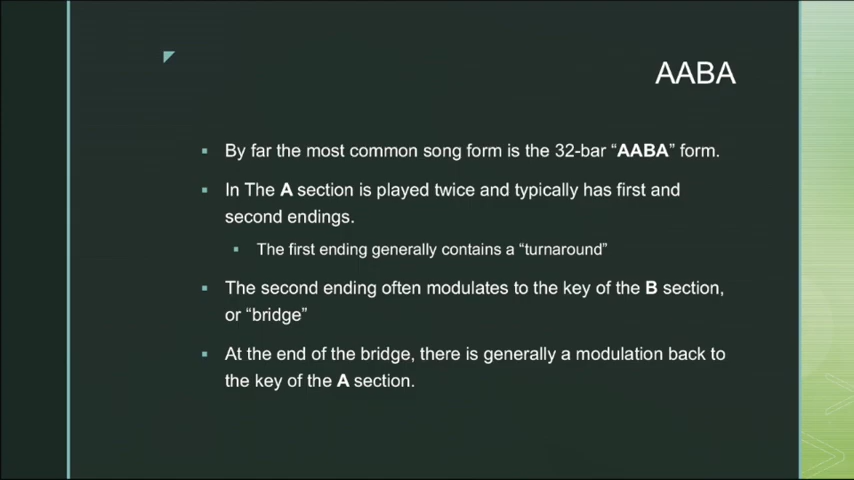 AABA
▪ By far the most common song form is the 32-bar “AABA” form.
▪ In The A section is played twice and typically has first and
second endings.
▪ The first ending generally contains a “turnaround”
▪ The second ending often modulates to the key of the B section,
or “bridge”
▪ At the end of the bridge, there is generally a modulation back to
the key of the A section.